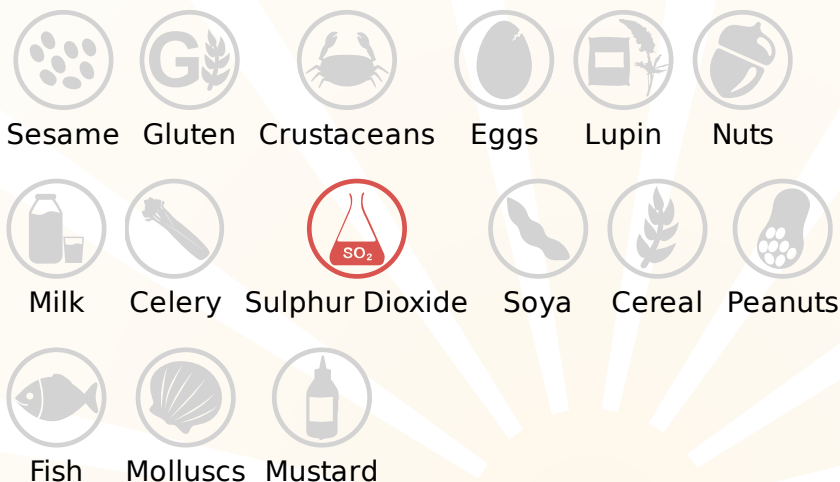 G
Sesame Gluten Crustaceans Eggs Lupin Nuts
SO₂
Milk Celery Sulphur Dioxide Soya Cereal Peanuts
Fish Molluscs Mustard